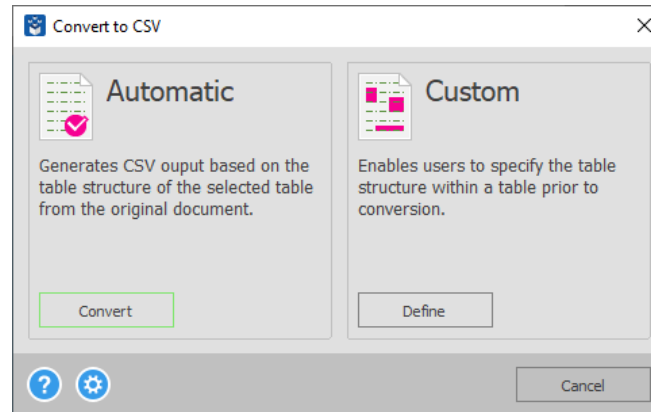 Convert to CSV
Automatic
Generates CSV ouput based on the
table structure of the selected table
from the original document.
Convert
Custom
Enables users to specify the table
structure within a table prior to
conversion.
Define
?
Cancel